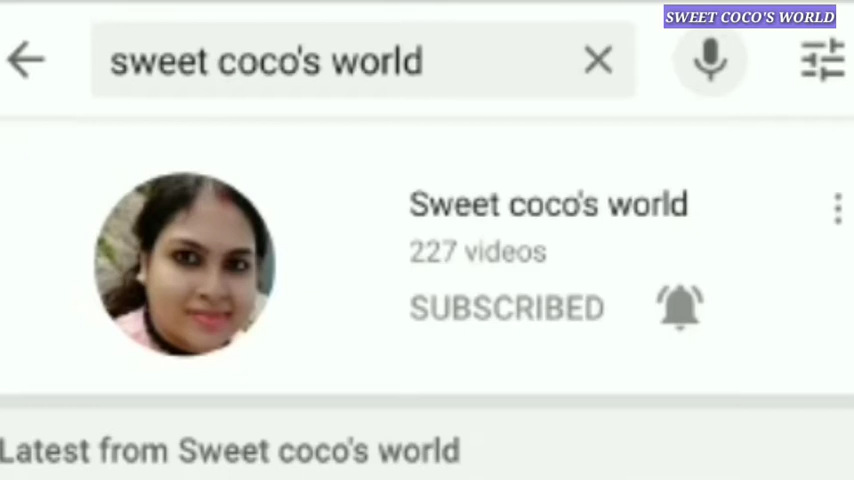 SWEET COCO'S WORLD
sweet coco's world
Sweet coco's world
227 videos
SUBSCRIBED
Latest from Sweet coco's world